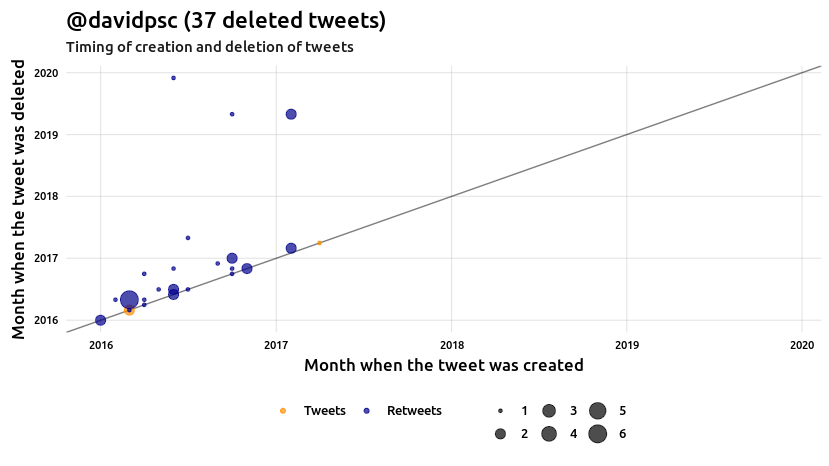 @davidpsc (37 deleted tweets)
Timing of creation and deletion of tweets
Month when the tweet was deleted
2020
2019
2018
2017
2016
2016 2017 2018 2019 2020
Month when the tweet was created
Tweets Retweets 1 3 5
2 4 6